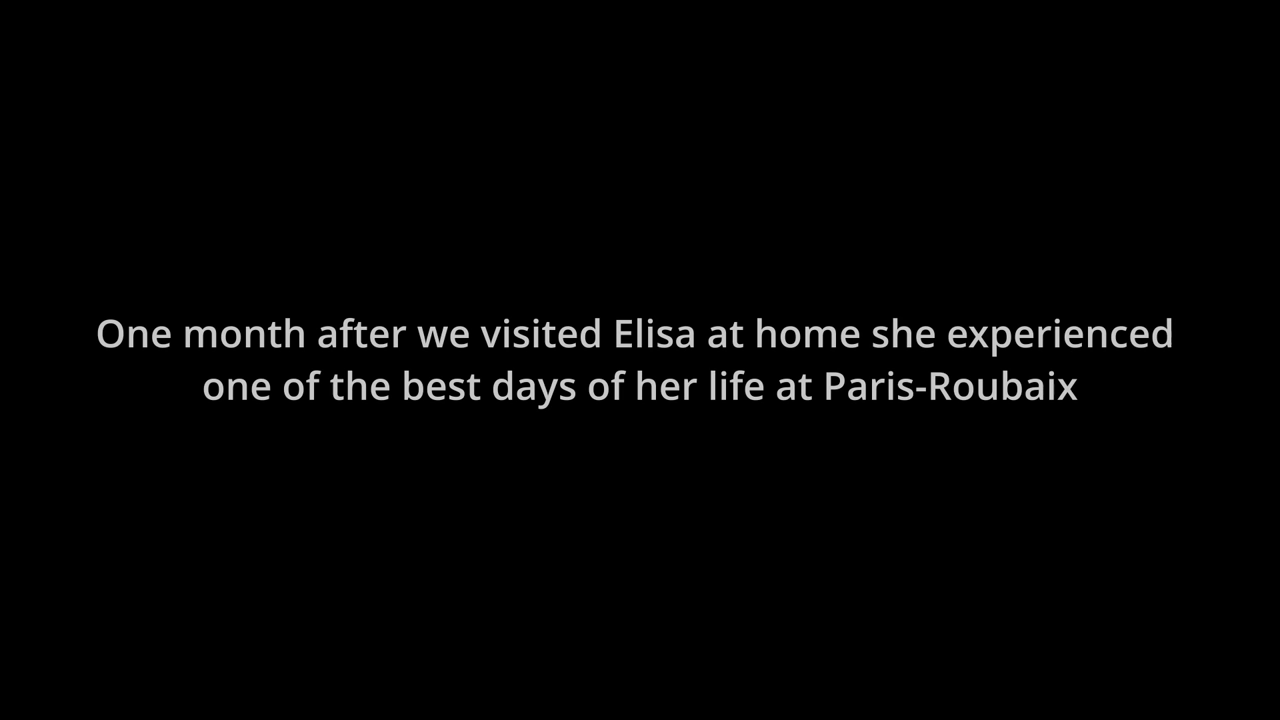 One month after we visited Elisa at home she experienced
one of the best days of her life at Paris-Roubaix